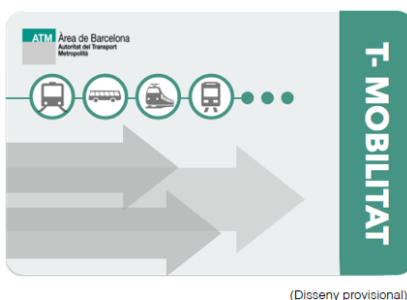 ATM Àrea de Barcelona
Autoritat del Transport
Metropolità
T- MOBILITAT
(Disseny provisional)